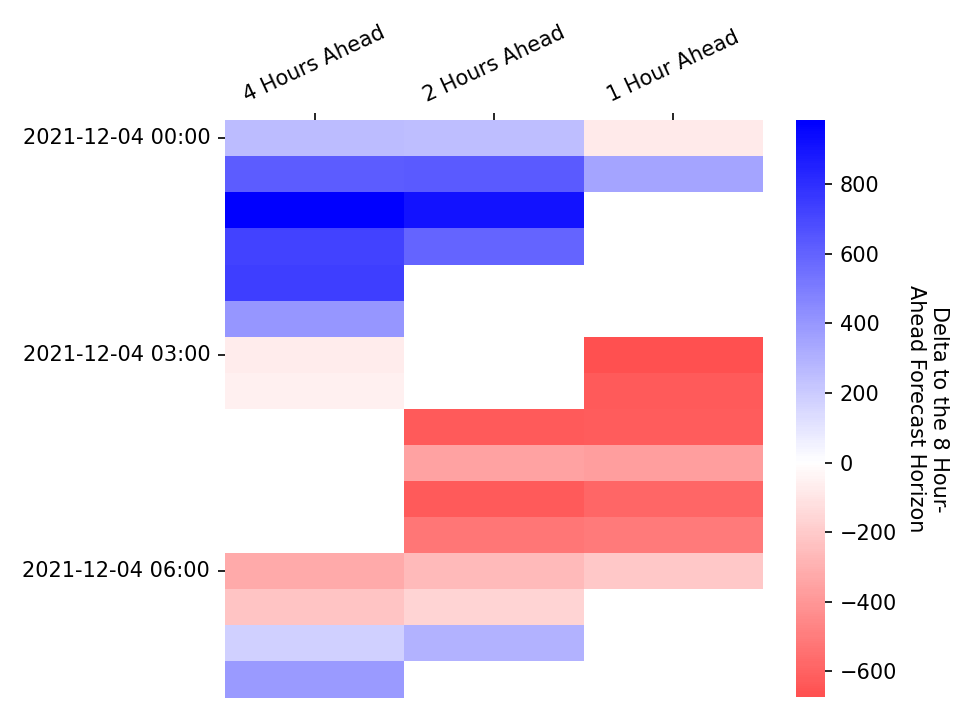 4 Hours Ahead
2 Hours Ahead
1 Hour Ahead
2021-12-04 00:00
2021-12-04 03:00
2021-12-04 06:00
800
600
400
200
0
−200
−400
−600
Delta to the 8 Hour-
Ahead Forecast Horizon